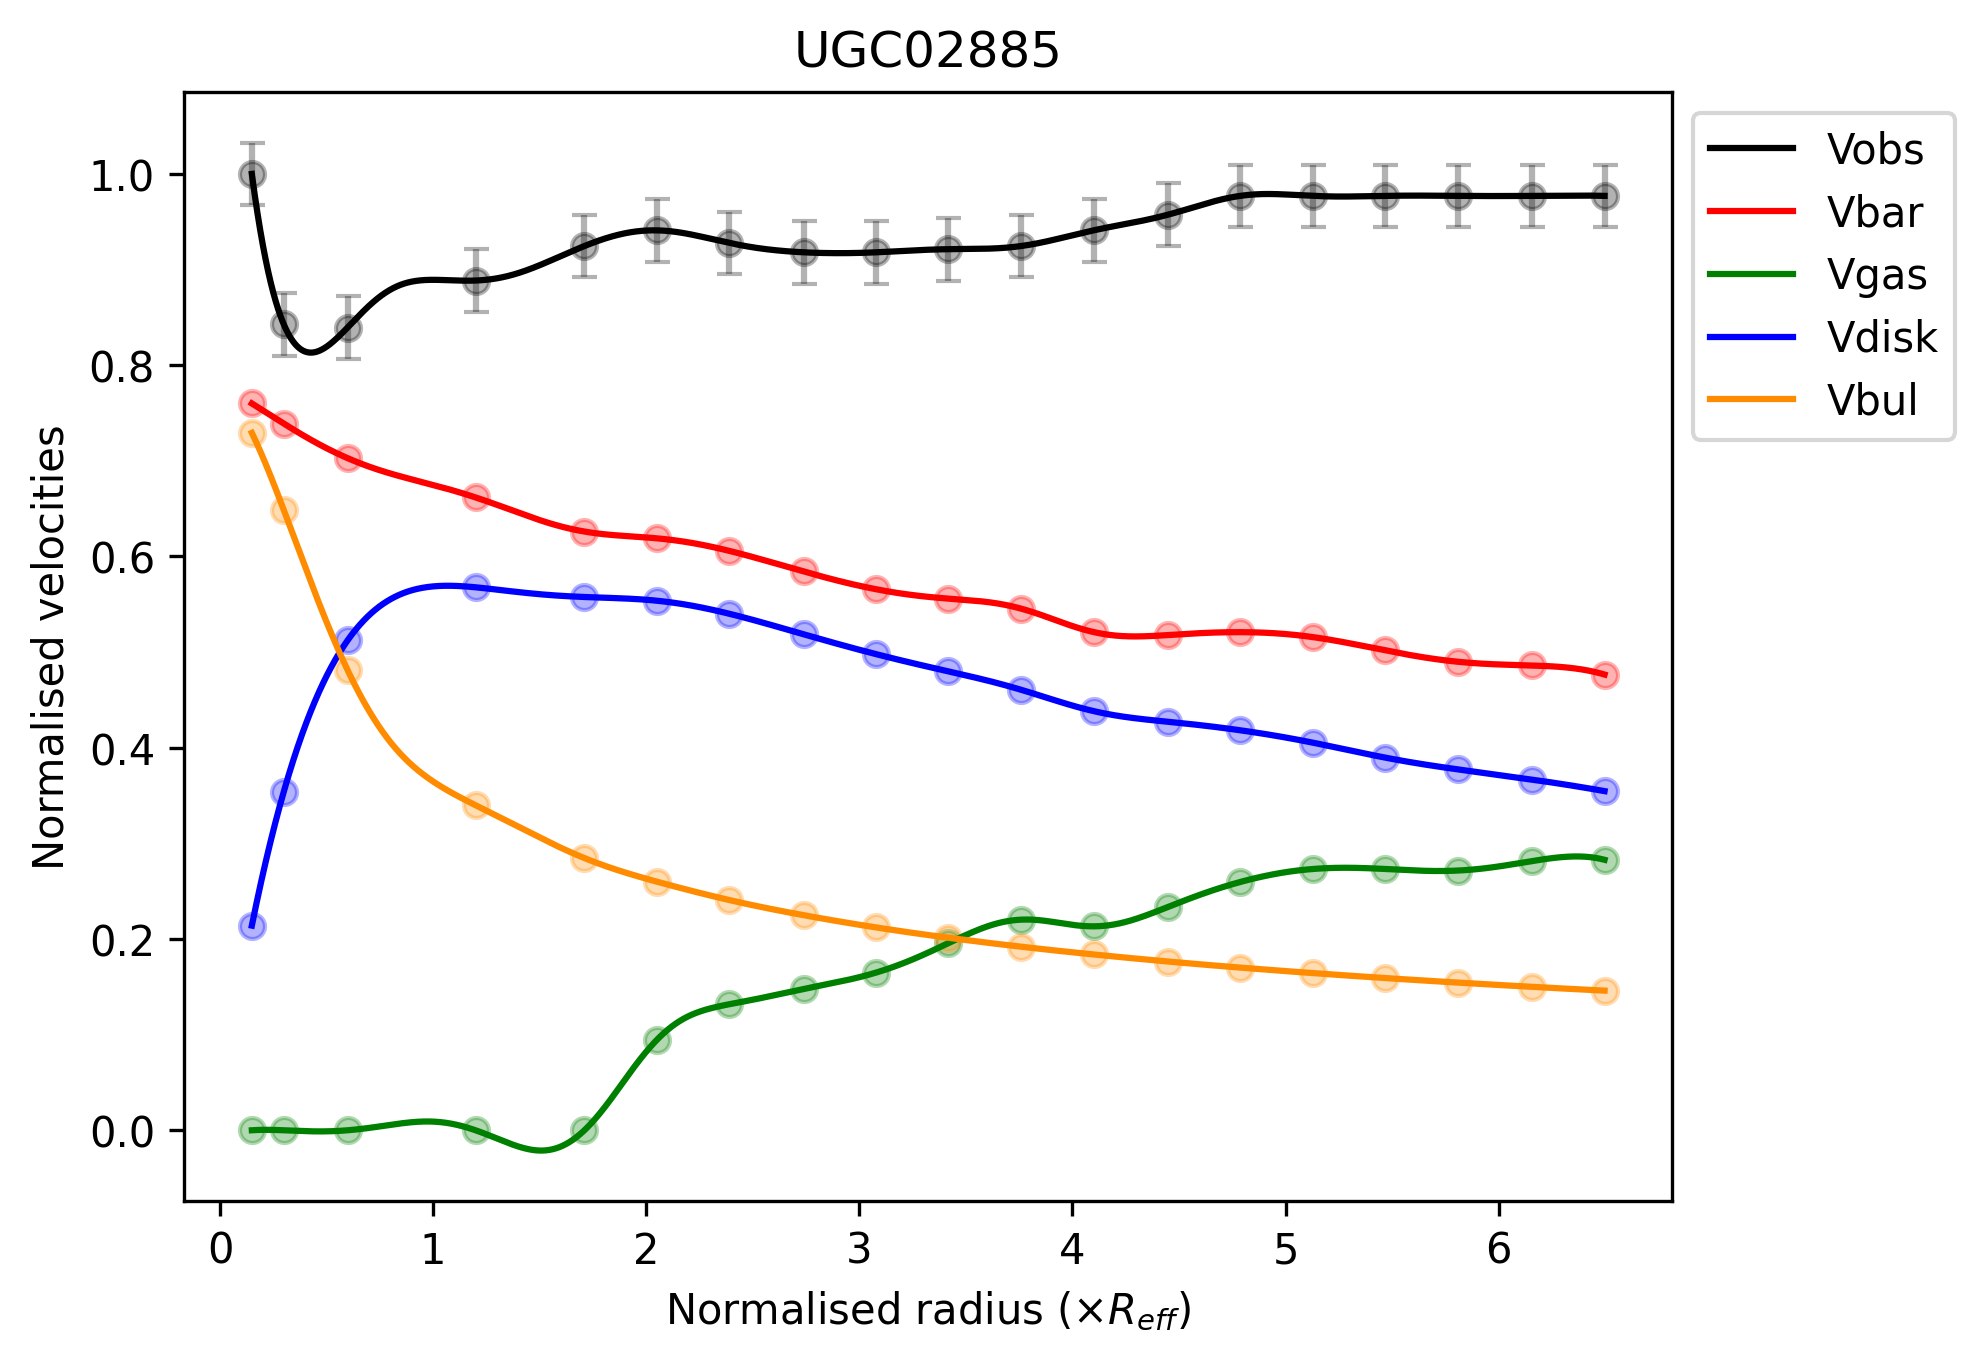 UGC02885
Normalised velocities
1.0
0.8
0.6
0.4
0.2
0.0
0 1 2 3 4 5 6
Normalised radius (×R_eff)
Vobs
Vbar
Vgas
Vdisk
Vbul